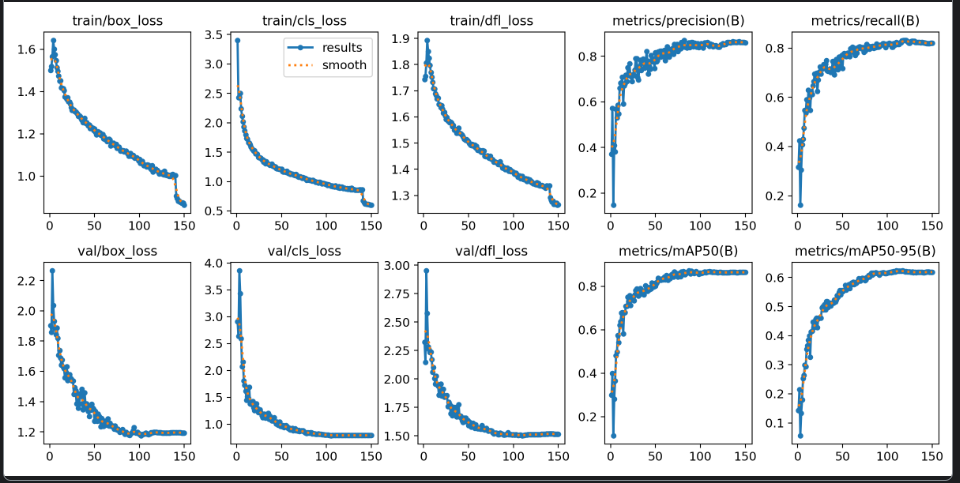 train/box_loss
train/cls_loss
train/dfl_loss
metrics/precision(B)
metrics/recall(B)
1.6
1.4
1.2
1.0
0 50 100 150
3.5
3.0
2.5
2.0
1.5
1.0
0.5
0 50 100 150
results
smooth
1.9
1.8
1.7
1.6
1.5
1.4
1.3
0 50 100 150
0.8
0.6
0.4
0.2
0 50 100 150
0.8
0.6
0.4
0.2
0 50 100 150
val/box_loss
val/cls_loss
val/dfl_loss
metrics/mAP50(B)
metrics/mAP50-95(B)
2.2
2.0
1.8
1.6
1.4
1.2
0 50 100 150
4.0
3.5
3.0
2.5
2.0
1.5
1.0
0 50 100 150
3.00
2.75
2.50
2.25
2.00
1.75
1.50
0 50 100 150
0.8
0.6
0.4
0.2
0 50 100 150
0.6
0.5
0.4
0.3
0.2
0.1
0 50 100 150